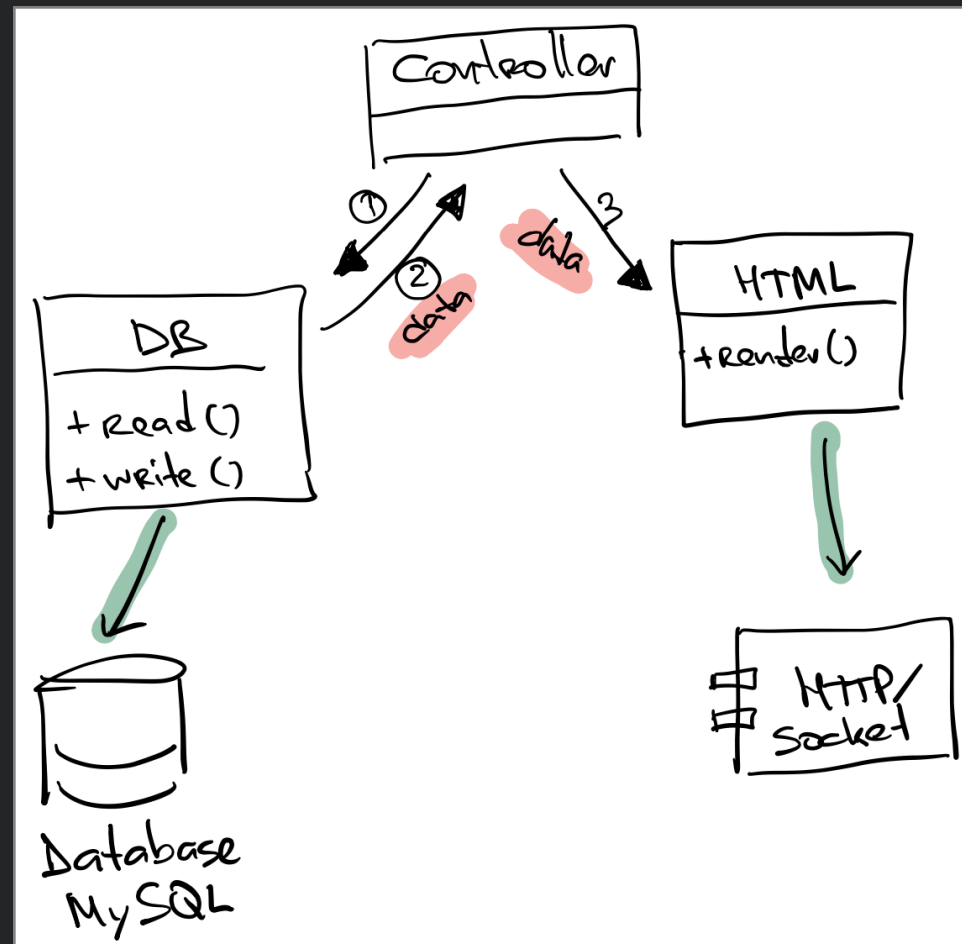 Controller
1
2
data
data
3
DB
+ Read ()
+ write ()
HTML
+ Render ()
HTTP/
Socket
Database
MySQL